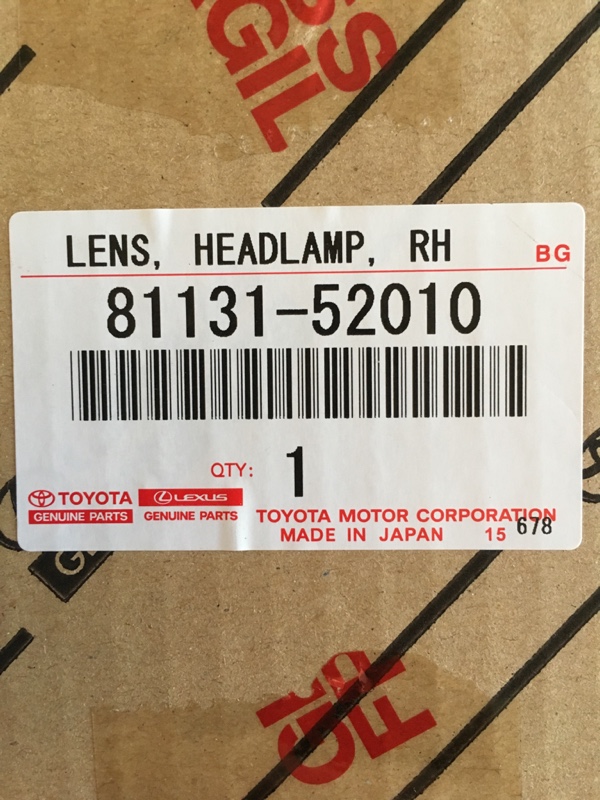 LENS, HEADLAMP, RH
BG
81131-52010
QTY: 1
TOYOTA
GENUINE PARTS
LEXUS
GENUINE PARTS
TOYOTA MOTOR CORPORATION
MADE IN JAPAN 15 678